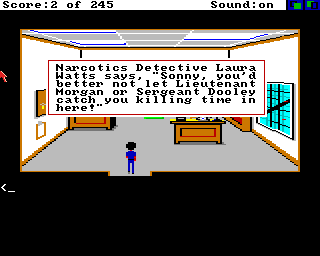 Score:2 of 245 Sound:on
Narcotics Detective Laura
Watts says, "Sonny, you'd
better not let Lieutenant
Morgan or Sergeant Dooley
catch you killing time in
here!"
<_